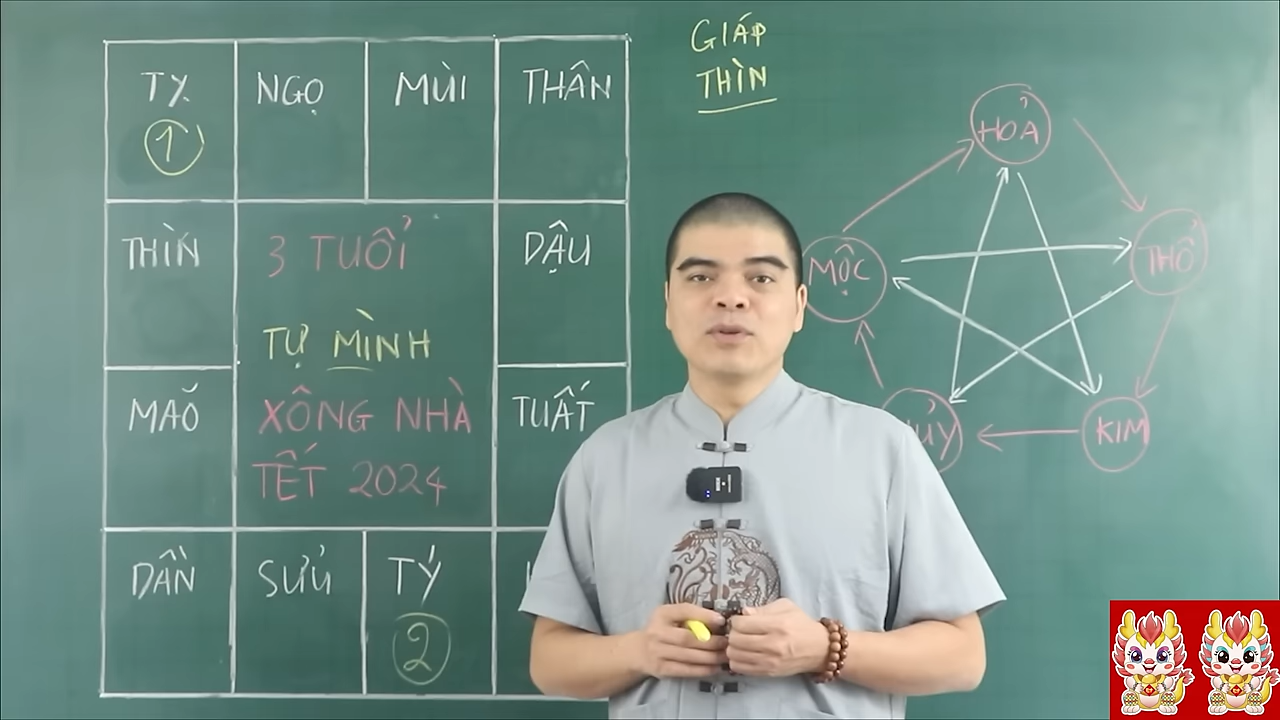 GIÁP
THÌN
TỴ
NGỌ
MÙI
THÂN
1
THÌN
DẬU
3 TUỔI
TỰ MÌNH
XÔNG NHÀ
TẾT 2024
MÃO
TUẤT
DẦN
SỬU
TÝ
2
HỎA
MỘC
THỔ
KIM